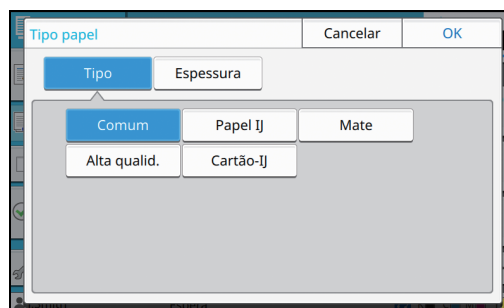 Tipo papel Cancelar OK
Tipo Espessura
Comum Papel IJ Mate
Alta qualid. Cartão-IJ